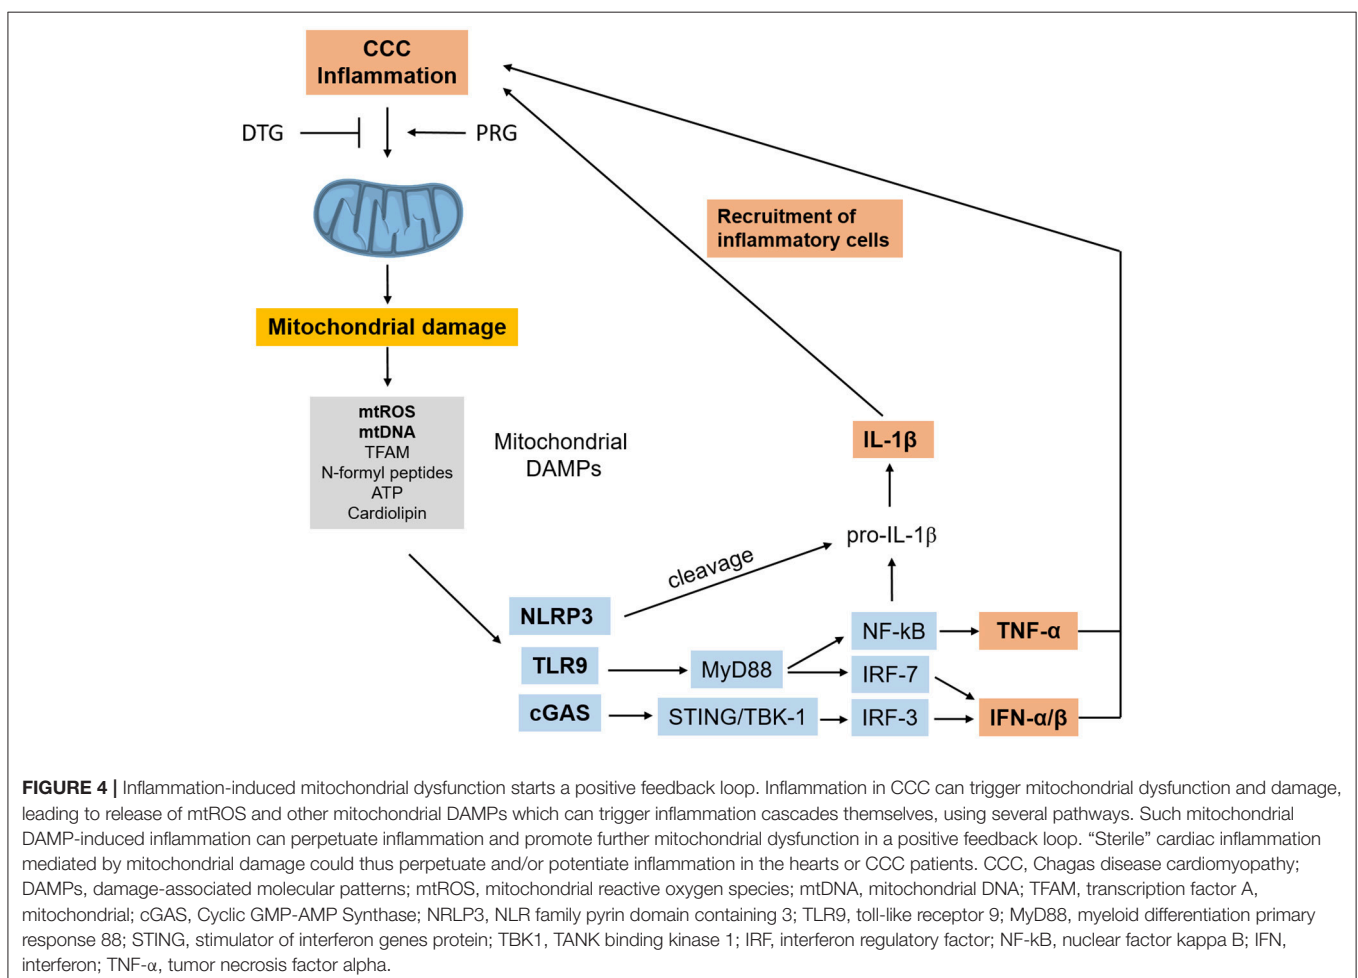 CCC
Inflammation
DTG
PRG
Recruitment of
inflammatory cells
Mitochondrial damage
mtROS
mtDNA
TFAM
N-formyl peptides
ATP
Cardiolipin
Mitochondrial
DAMPs
IL-1β
pro-IL-1β
cleavage
NLRP3
NF-kB
TNF-α
TLR9
MyD88
IRF-7
cGAS
STING/TBK-1
IRF-3
IFN-α/β
FIGURE 4 | Inflammation-induced mitochondrial dysfunction starts a positive feedback loop. Inflammation in CCC can trigger mitochondrial dysfunction and damage,
leading to release of mtROS and other mitochondrial DAMPs which can trigger inflammation cascades themselves, using several pathways. Such mitochondrial
DAMP-induced inflammation can perpetuate inflammation and promote further mitochondrial dysfunction in a positive feedback loop. “Sterile” cardiac inflammation
mediated by mitochondrial damage could thus perpetuate and/or potentiate inflammation in the hearts or CCC patients. CCC, Chagas disease cardiomyopathy;
DAMPs, damage-associated molecular patterns; mtROS, mitochondrial reactive oxygen species; mtDNA, mitochondrial DNA; TFAM, transcription factor A,
mitochondrial; cGAS, Cyclic GMP-AMP Synthase; NRLP3, NLR family pyrin domain containing 3; TLR9, toll-like receptor 9; MyD88, myeloid differentiation primary
response 88; STING, stimulator of interferon genes protein; TBK1, TANK binding kinase 1; IRF, interferon regulatory factor; NF-kB, nuclear factor kappa B; IFN,
interferon; TNF-α, tumor necrosis factor alpha.